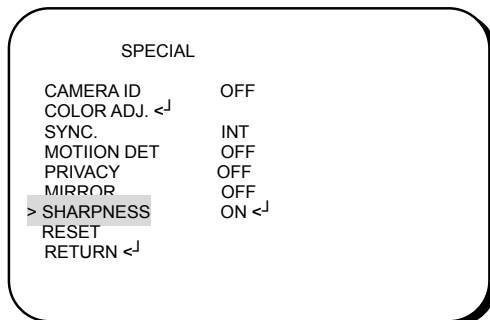 SPECIAL
CAMERA ID OFF
COLOR ADJ. <┘
SYNC. INT
MOTIION DET OFF
PRIVACY OFF
MIRROR OFF
> SHARPNESS ON <┘
RESET
RETURN <┘